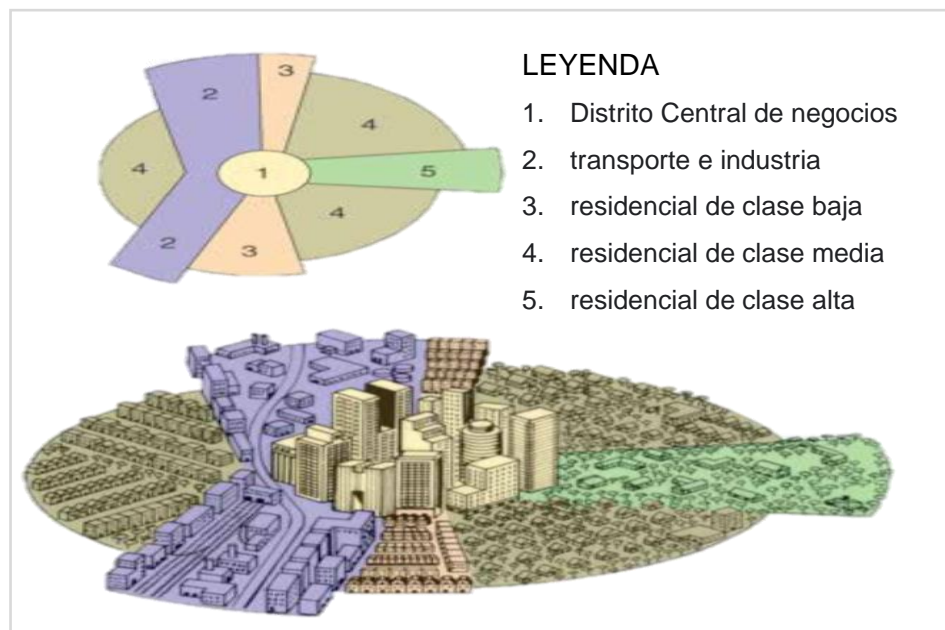 LEYENDA
1. Distrito Central de negocios
2. transporte e industria
3. residencial de clase baja
4. residencial de clase media
5. residencial de clase alta
3
2
4
4
1
5
4
2
3